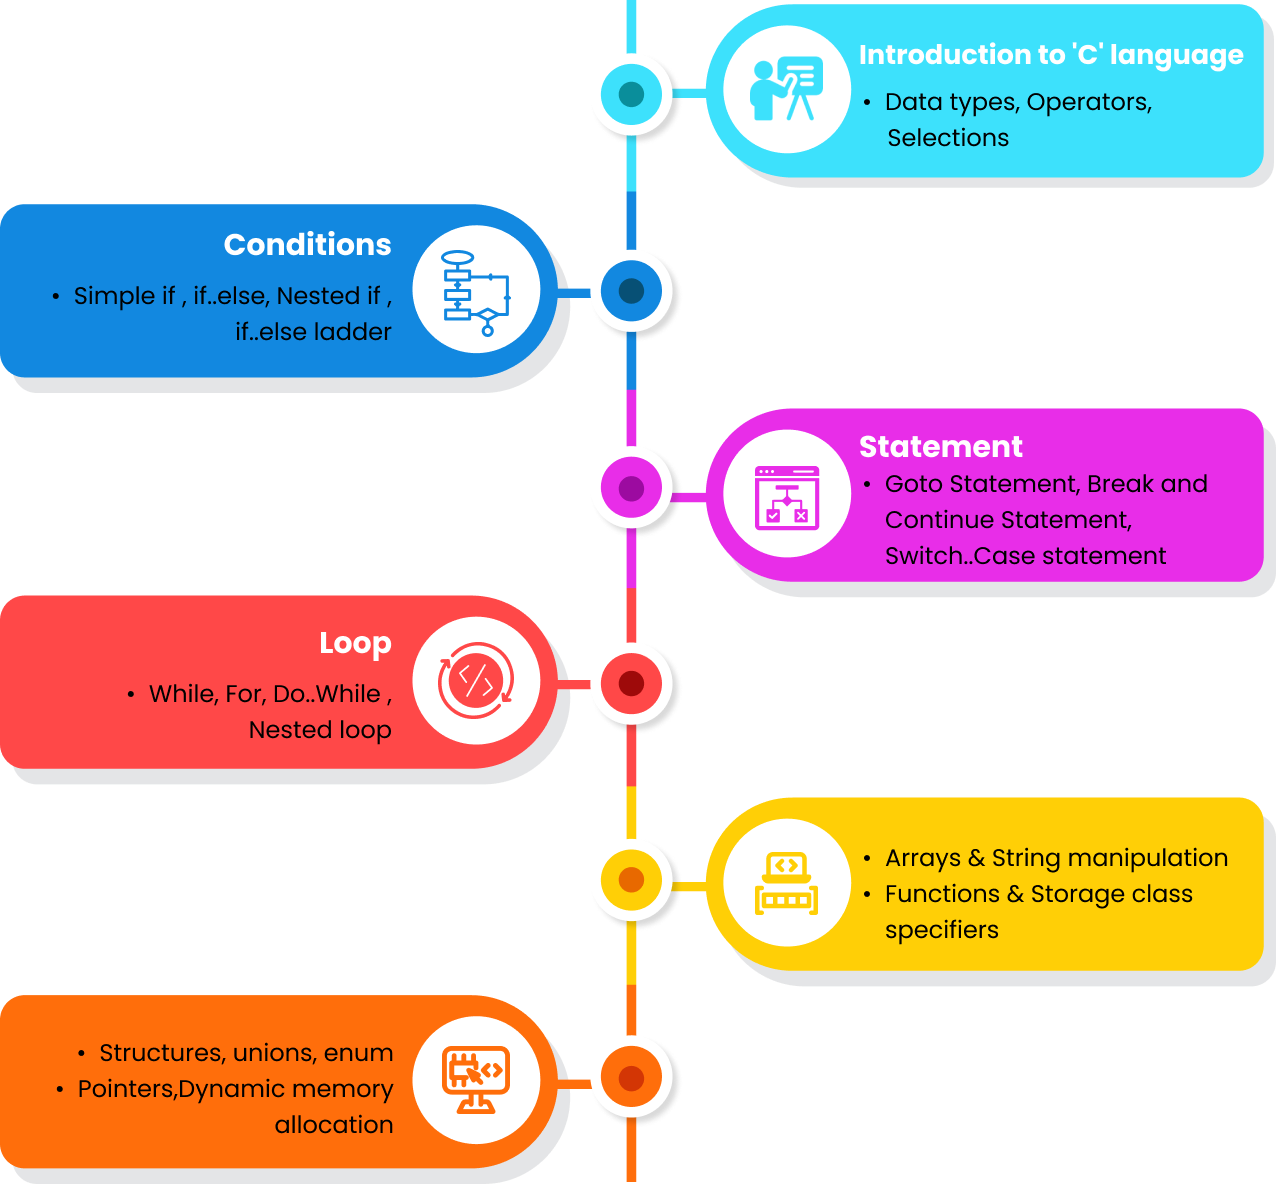 Introduction to 'C' language
• Data types, Operators,
Selections
Conditions
• Simple if , if..else, Nested if ,
if..else ladder
Statement
• Goto Statement, Break and
Continue Statement,
Switch..Case statement
Loop
• While, For, Do..While ,
Nested loop
• Arrays & String manipulation
• Functions & Storage class
specifiers
• Structures, unions, enum
• Pointers,Dynamic memory
allocation